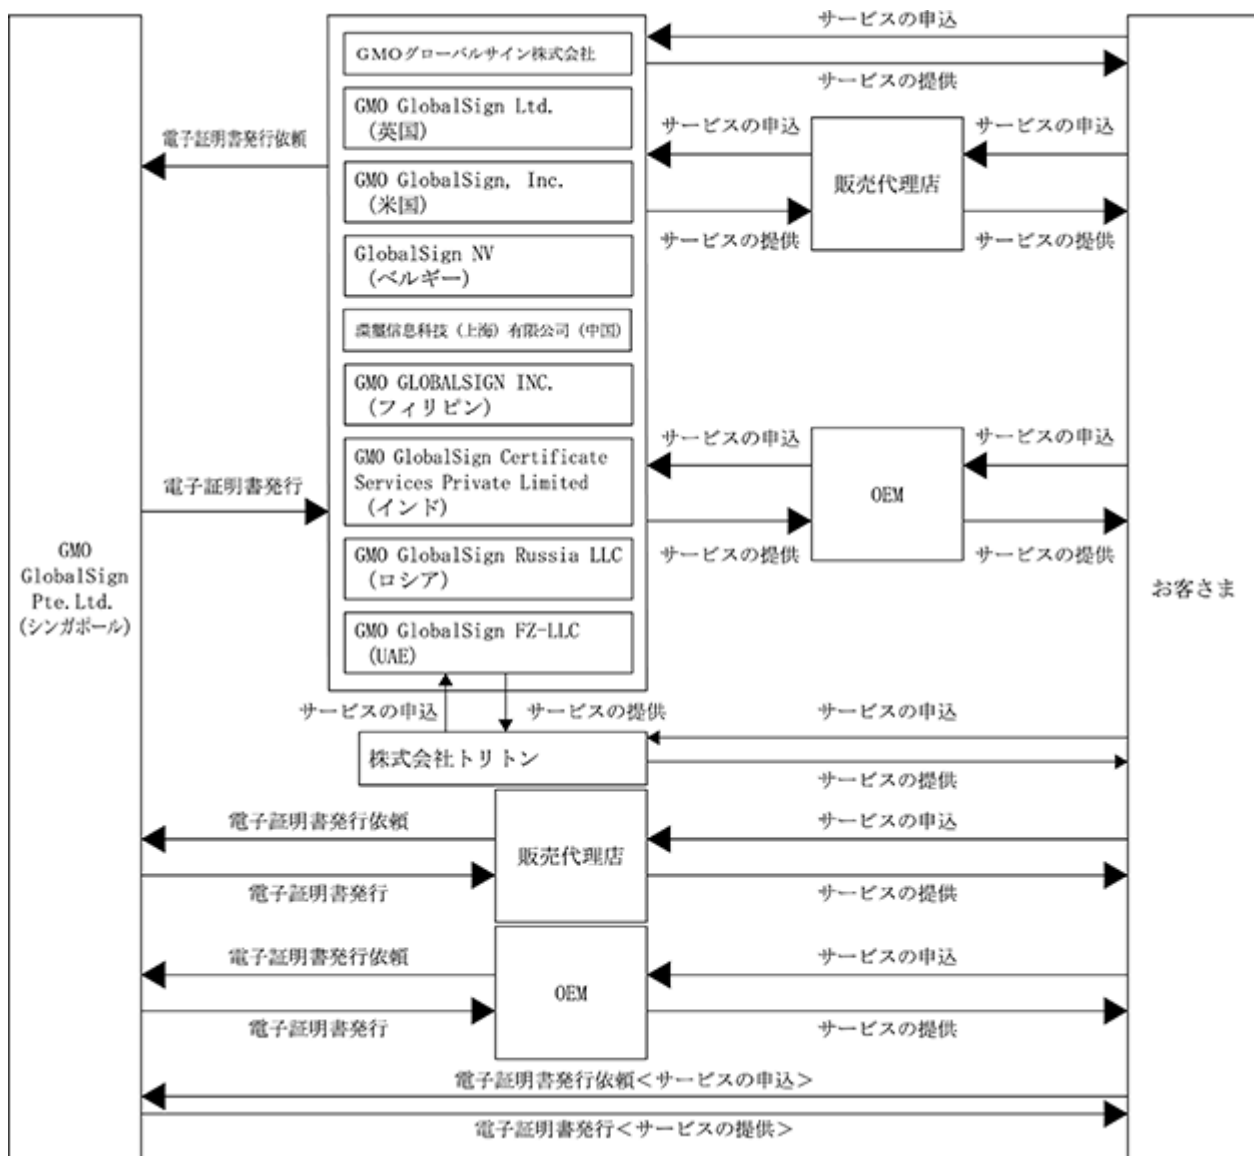 サービスの申込
サービスの提供
GMOグローバルサイン株式会社
GMO GlobalSign Ltd.
(英国)
GMO GlobalSign, Inc.
(米国)
GlobalSign NV
(ベルギー)
環璽信息科技（上海）有限公司（中国）
GMO GLOBALSIGN INC.
(フィリピン)
GMO GlobalSign Certificate
Services Private Limited
(インド)
GMO GlobalSign Russia LLC
(ロシア)
GMO GlobalSign FZ-LLC
(UAE)
電子証明書発行依頼
電子証明書発行
サービスの申込
サービスの申込
販売代理店
サービスの提供
サービスの提供
サービスの申込
サービスの申込
OEM
サービスの提供
サービスの提供
GMO
GlobalSign
Pte.Ltd.
(シンガポール)
お客さま
サービスの申込
サービスの提供
サービスの申込
株式会社トリトン
サービスの提供
電子証明書発行依頼
サービスの申込
販売代理店
電子証明書発行
サービスの提供
電子証明書発行依頼
サービスの申込
OEM
電子証明書発行
サービスの提供
電子証明書発行依頼＜サービスの申込＞
電子証明書発行＜サービスの提供＞